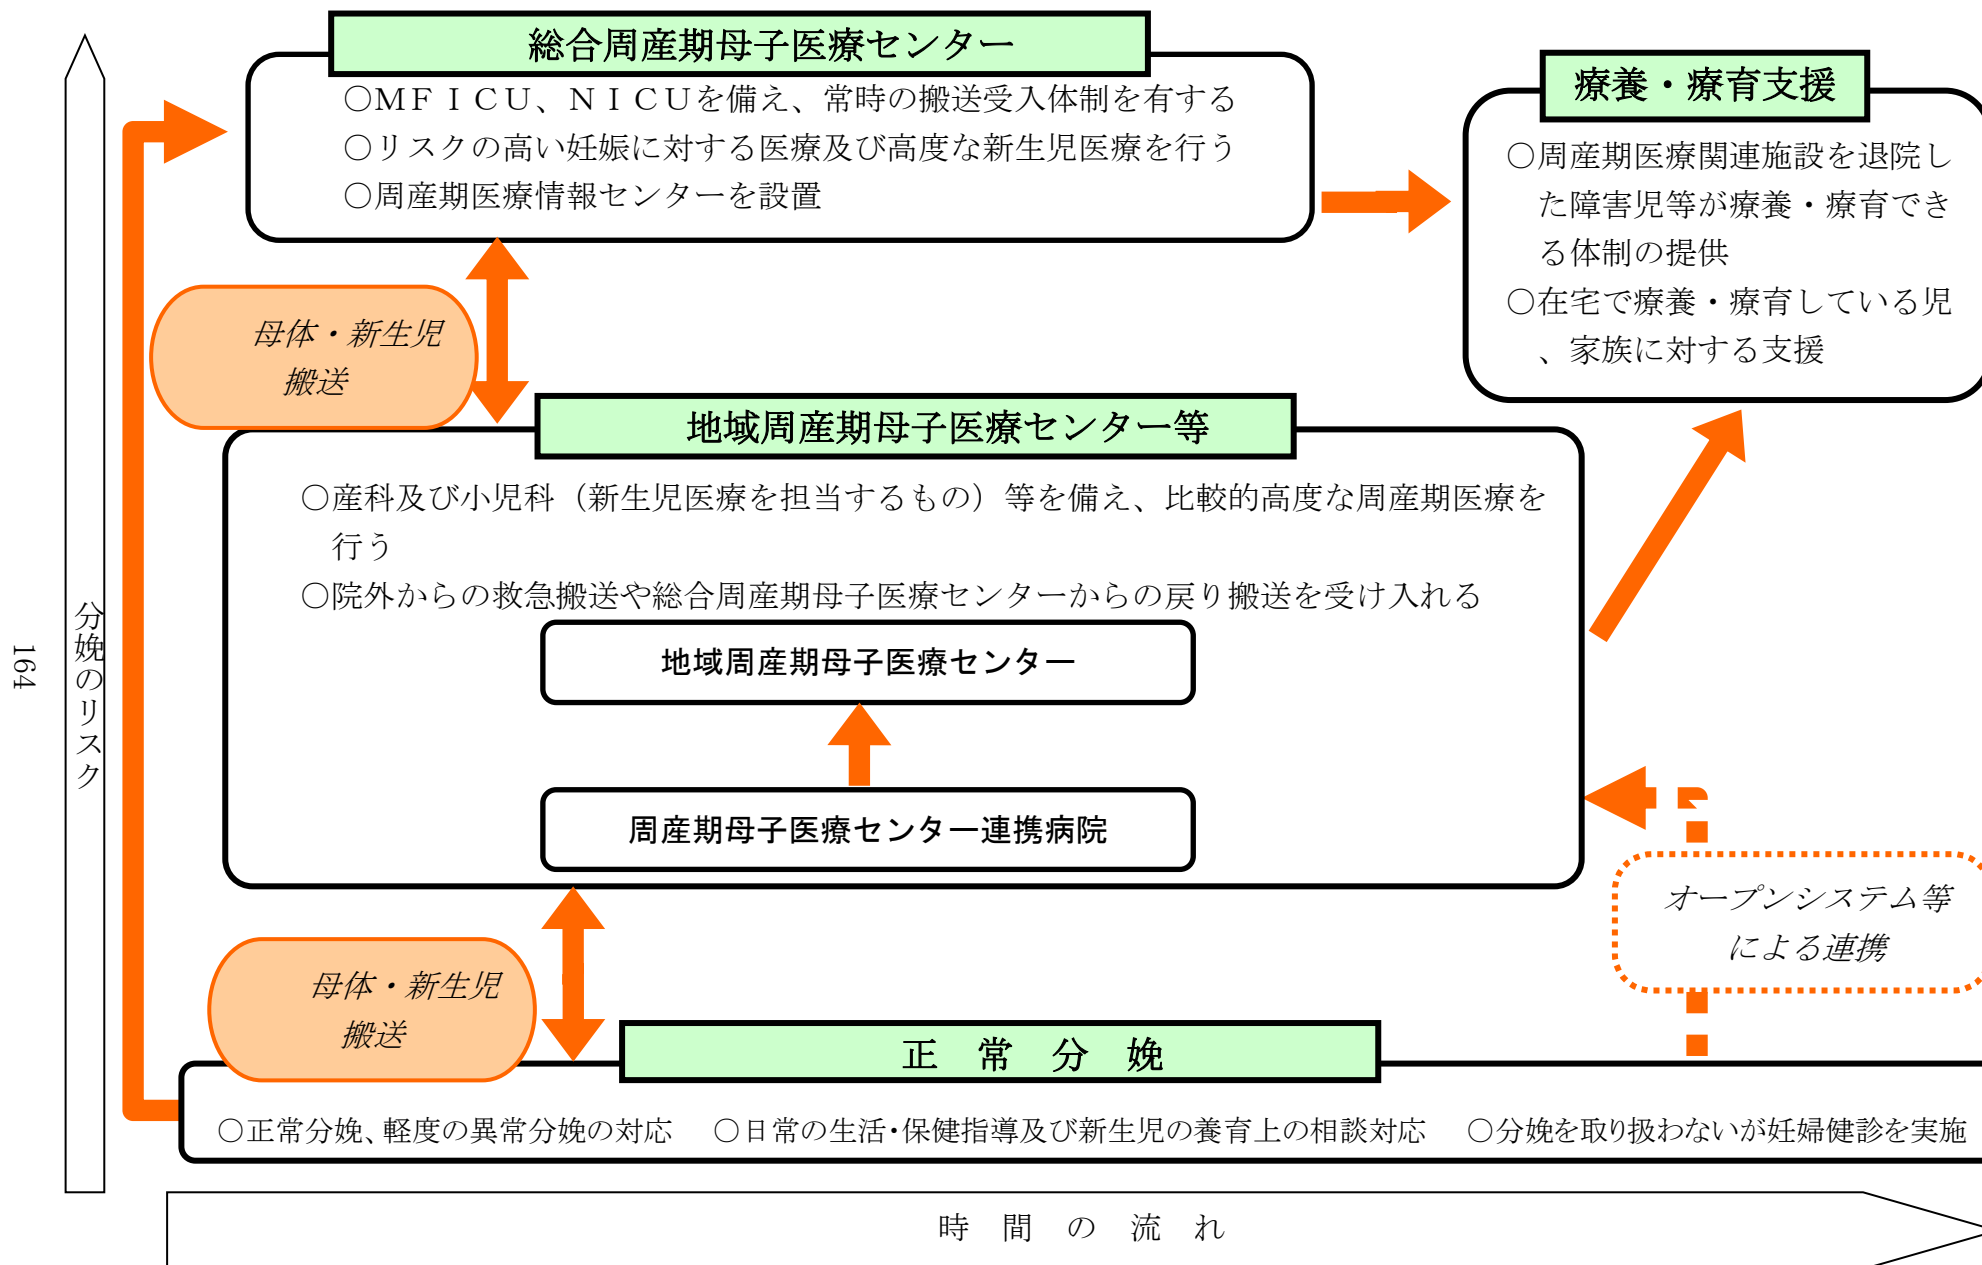 総合周産期母子医療センター
○ＭＦＩＣＵ、ＮＩＣＵを備え、常時の搬送受入体制を有する
○リスクの高い妊娠に対する医療及び高度な新生児医療を行う
○周産期医療情報センターを設置
療養・療育支援
○周産期医療関連施設を退院し
た障害児等が療養・療育でき
る体制の提供
○在宅で療養・療育している児
、家族に対する支援
母体・新生児
搬送
地域周産期母子医療センター等
○産科及び小児科（新生児医療を担当するもの）等を備え、比較的高度な周産期医療を
行う
○院外からの救急搬送や総合周産期母子医療センターからの戻り搬送を受け入れる
地域周産期母子医療センター
周産期母子医療センター連携病院
オープンシステム等
による連携
母体・新生児
搬送
正　常　分　娩
○正常分娩、軽度の異常分娩の対応　○日常の生活・保健指導及び新生児の養育上の相談対応　○分娩を取り扱わないが妊婦健診を実施
分娩のリスク
時　間　の　流　れ
164